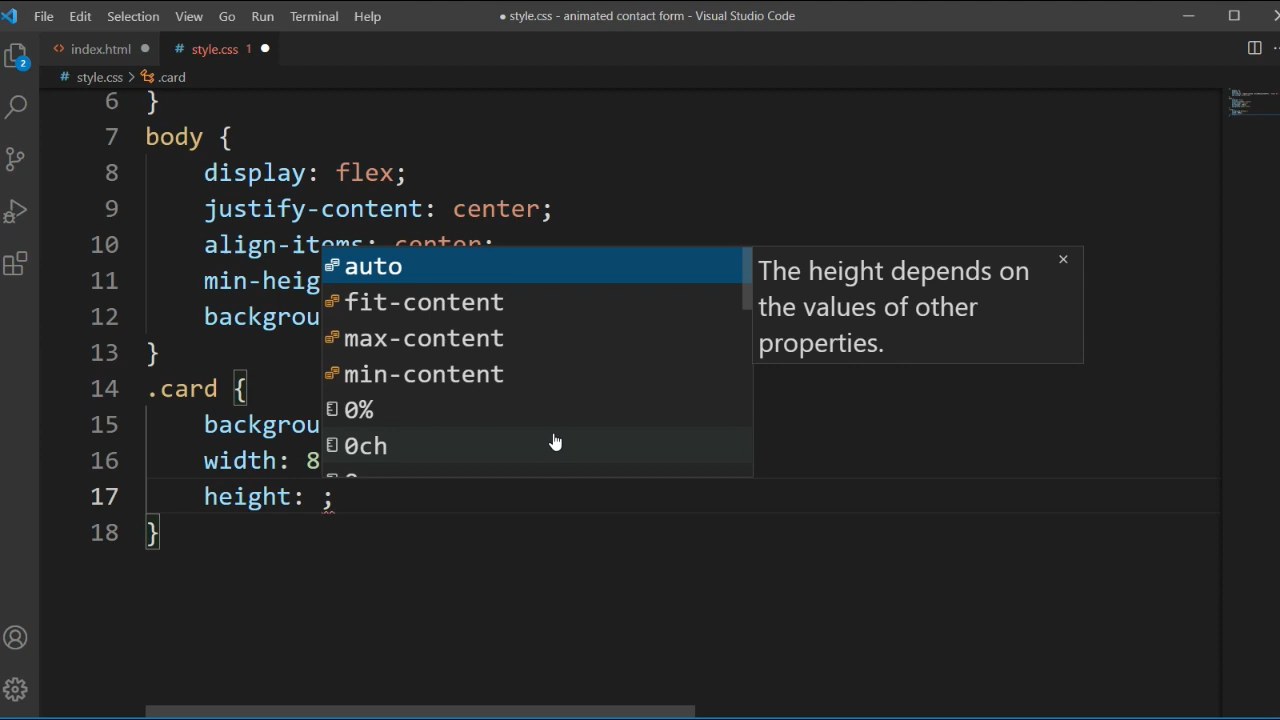 File Edit Selection View Go Run Terminal Help ● style.css - animated contact form - Visual Studio Code
index.html ● # style.css 1 ●
2
# style.css > .card
6 }
7 body {
8 display: flex;
9 justify-content: center;
10 align-items: center;
11 min-heig
12 backgrou
13 }
14 .card {
15 backgrou
16 width: 8
17 height: ;
18 }
auto
fit-content
max-content
min-content
0%
0ch
The height depends on
the values of other
properties.